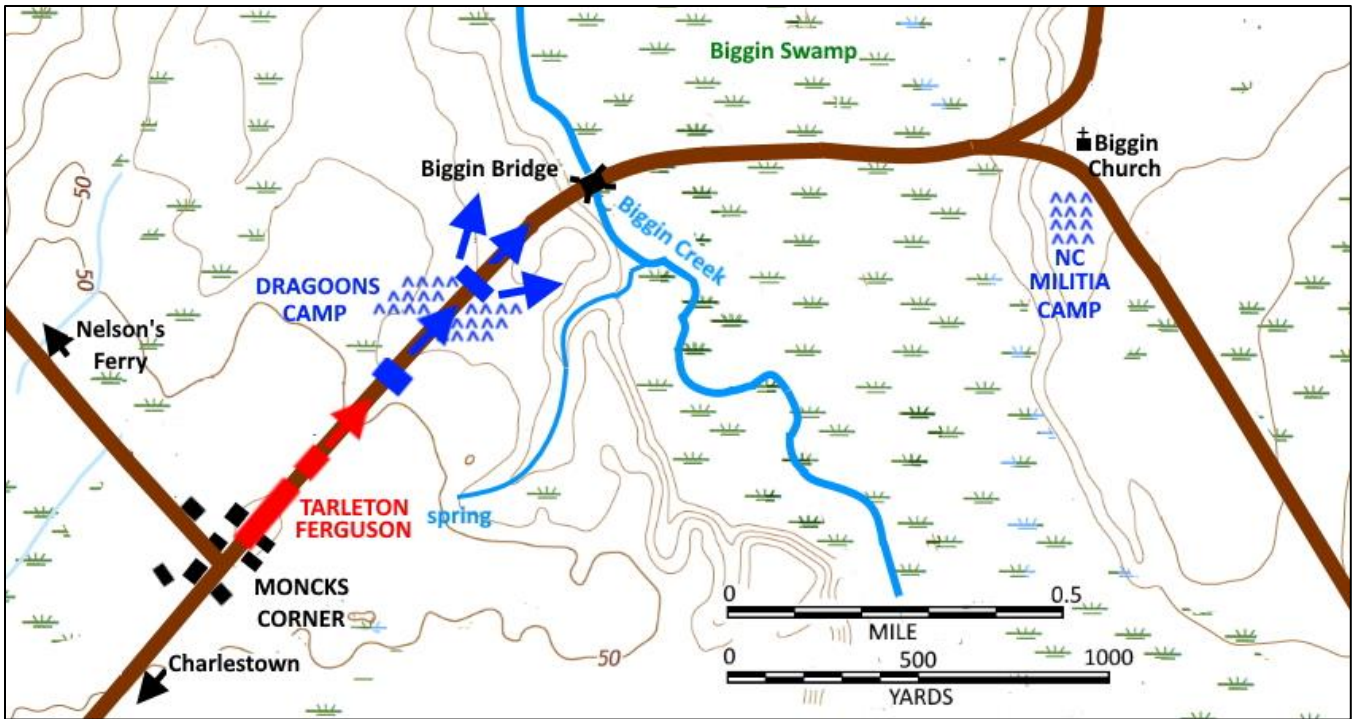 Biggin Swamp
Biggin
Church
Biggin Bridge
50
Biggin Creek
50
DRAGOONS
CAMP
NC
MILITIA
CAMP
Nelson's
Ferry
TARLETON
FERGUSON
spring
MONCKS
CORNER
0 0.5
MILE
Charlestown
50
0 500 1000
YARDS